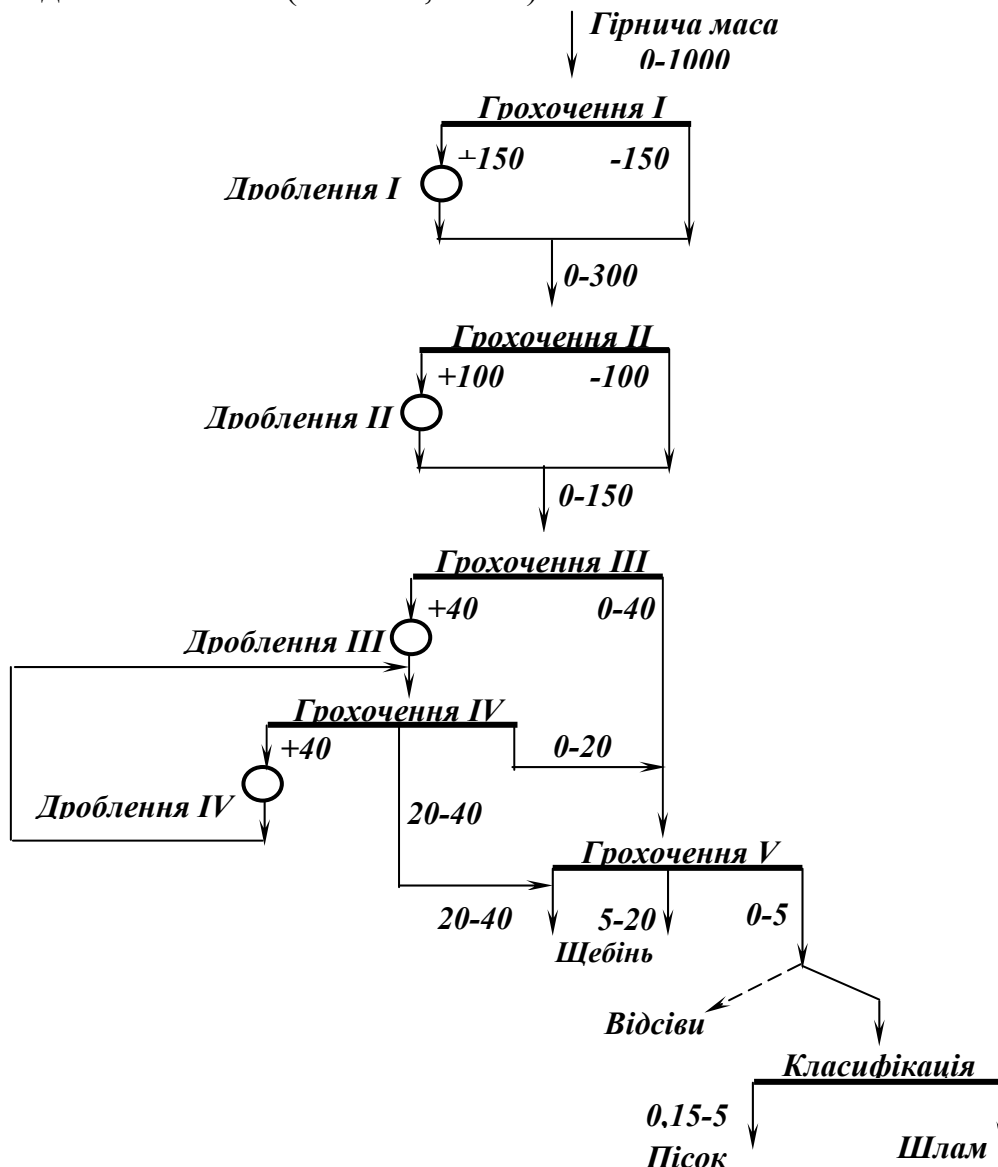 Гірнича маса
0-1000
Грохочення I
+150 -150
Дроблення I
0-300
Грохочення II
+100 -100
Дроблення II
0-150
Грохочення III
+40 0-40
Дроблення III
Грохочення IV
+40 0-20
Дроблення IV 20-40
Грохочення V
20-40 5-20 0-5
Щебінь
Відсіви
Класифікація
0,15-5
Пісок Шлам